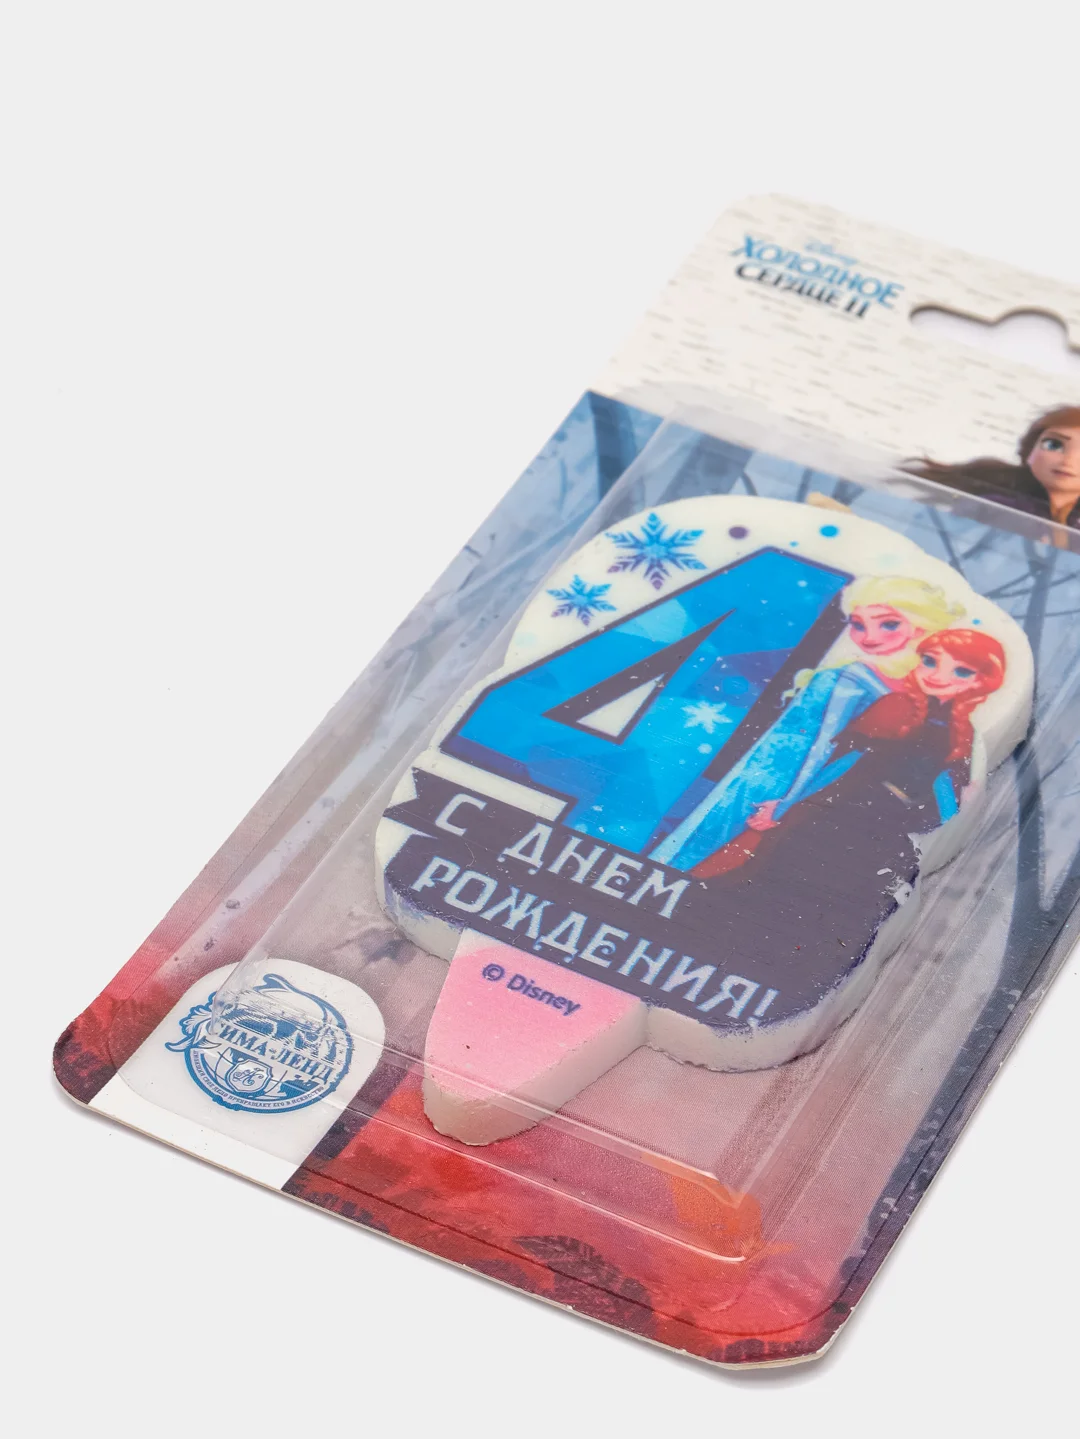 Disney
ХОЛОДНОЕ
СЕРДЦЕ II
4
С ДНЕМ
РОЖДЕНИЯ!
© Disney
СИМА-ЛЕНД